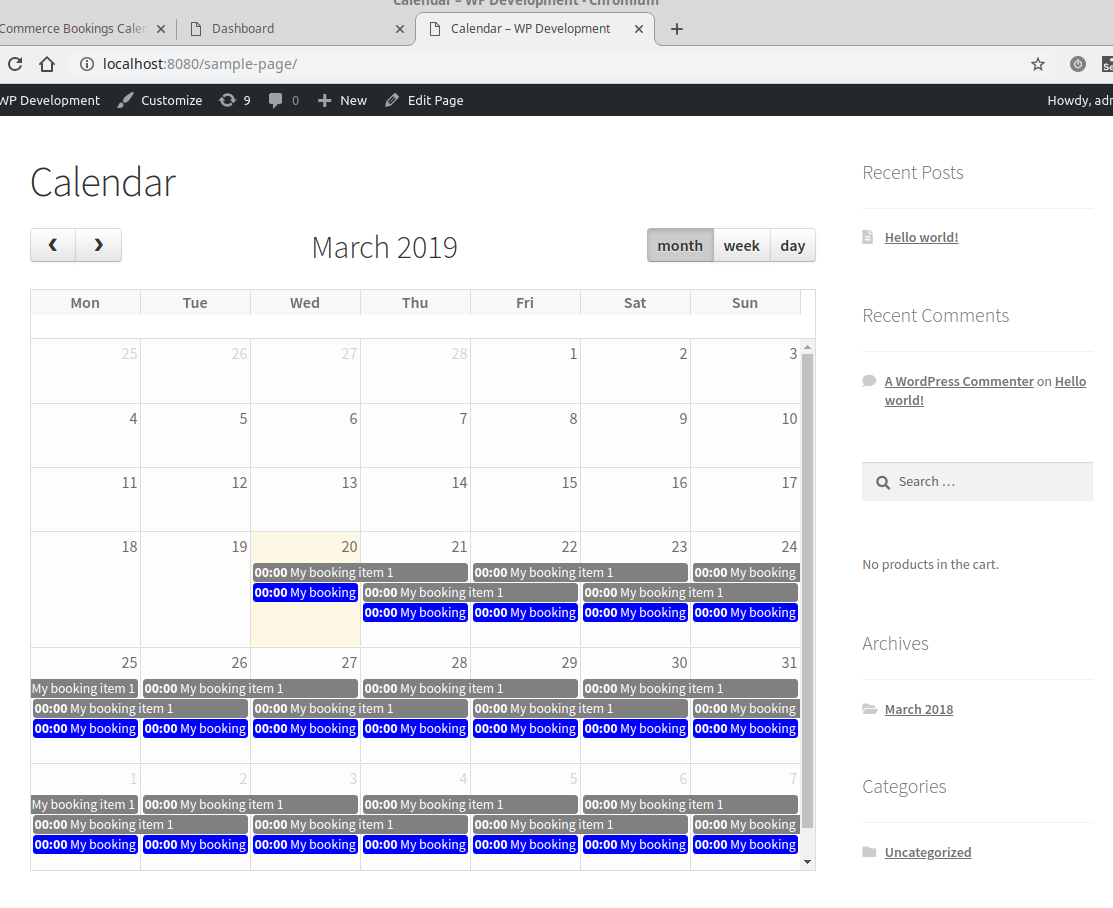 Calendar – WP Development - Chromium
Commerce Bookings Calen
Dashboard
Calendar – WP Development
localhost:8080/sample-page/
WP Development
Customize
9
0
New
Edit Page
Howdy, adm
Calendar
March 2019
month week day
Mon Tue Wed Thu Fri Sat Sun
25 26 27 28 1 2 3
4 5 6 7 8 9 10
11 12 13 14 15 16 17
18 19 20 21 22 23 24
00:00 My booking item 1 00:00 My booking item 1 00:00 My booking
00:00 My booking 00:00 My booking item 1 00:00 My booking item 1
00:00 My booking 00:00 My booking 00:00 My booking 00:00 My booking
25 26 27 28 29 30 31
My booking item 1 00:00 My booking item 1 00:00 My booking item 1 00:00 My booking item 1
00:00 My booking item 1 00:00 My booking item 1 00:00 My booking item 1 00:00 My booking
00:00 My booking 00:00 My booking 00:00 My booking 00:00 My booking 00:00 My booking 00:00 My booking 00:00 My booking
1 2 3 4 5 6 7
My booking item 1 00:00 My booking item 1 00:00 My booking item 1 00:00 My booking item 1
00:00 My booking item 1 00:00 My booking item 1 00:00 My booking item 1 00:00 My booking
00:00 My booking 00:00 My booking 00:00 My booking 00:00 My booking 00:00 My booking 00:00 My booking 00:00 My booking
Recent Posts
Hello world!
Recent Comments
A WordPress Commenter on Hello
world!
Search …
No products in the cart.
Archives
March 2018
Categories
Uncategorized